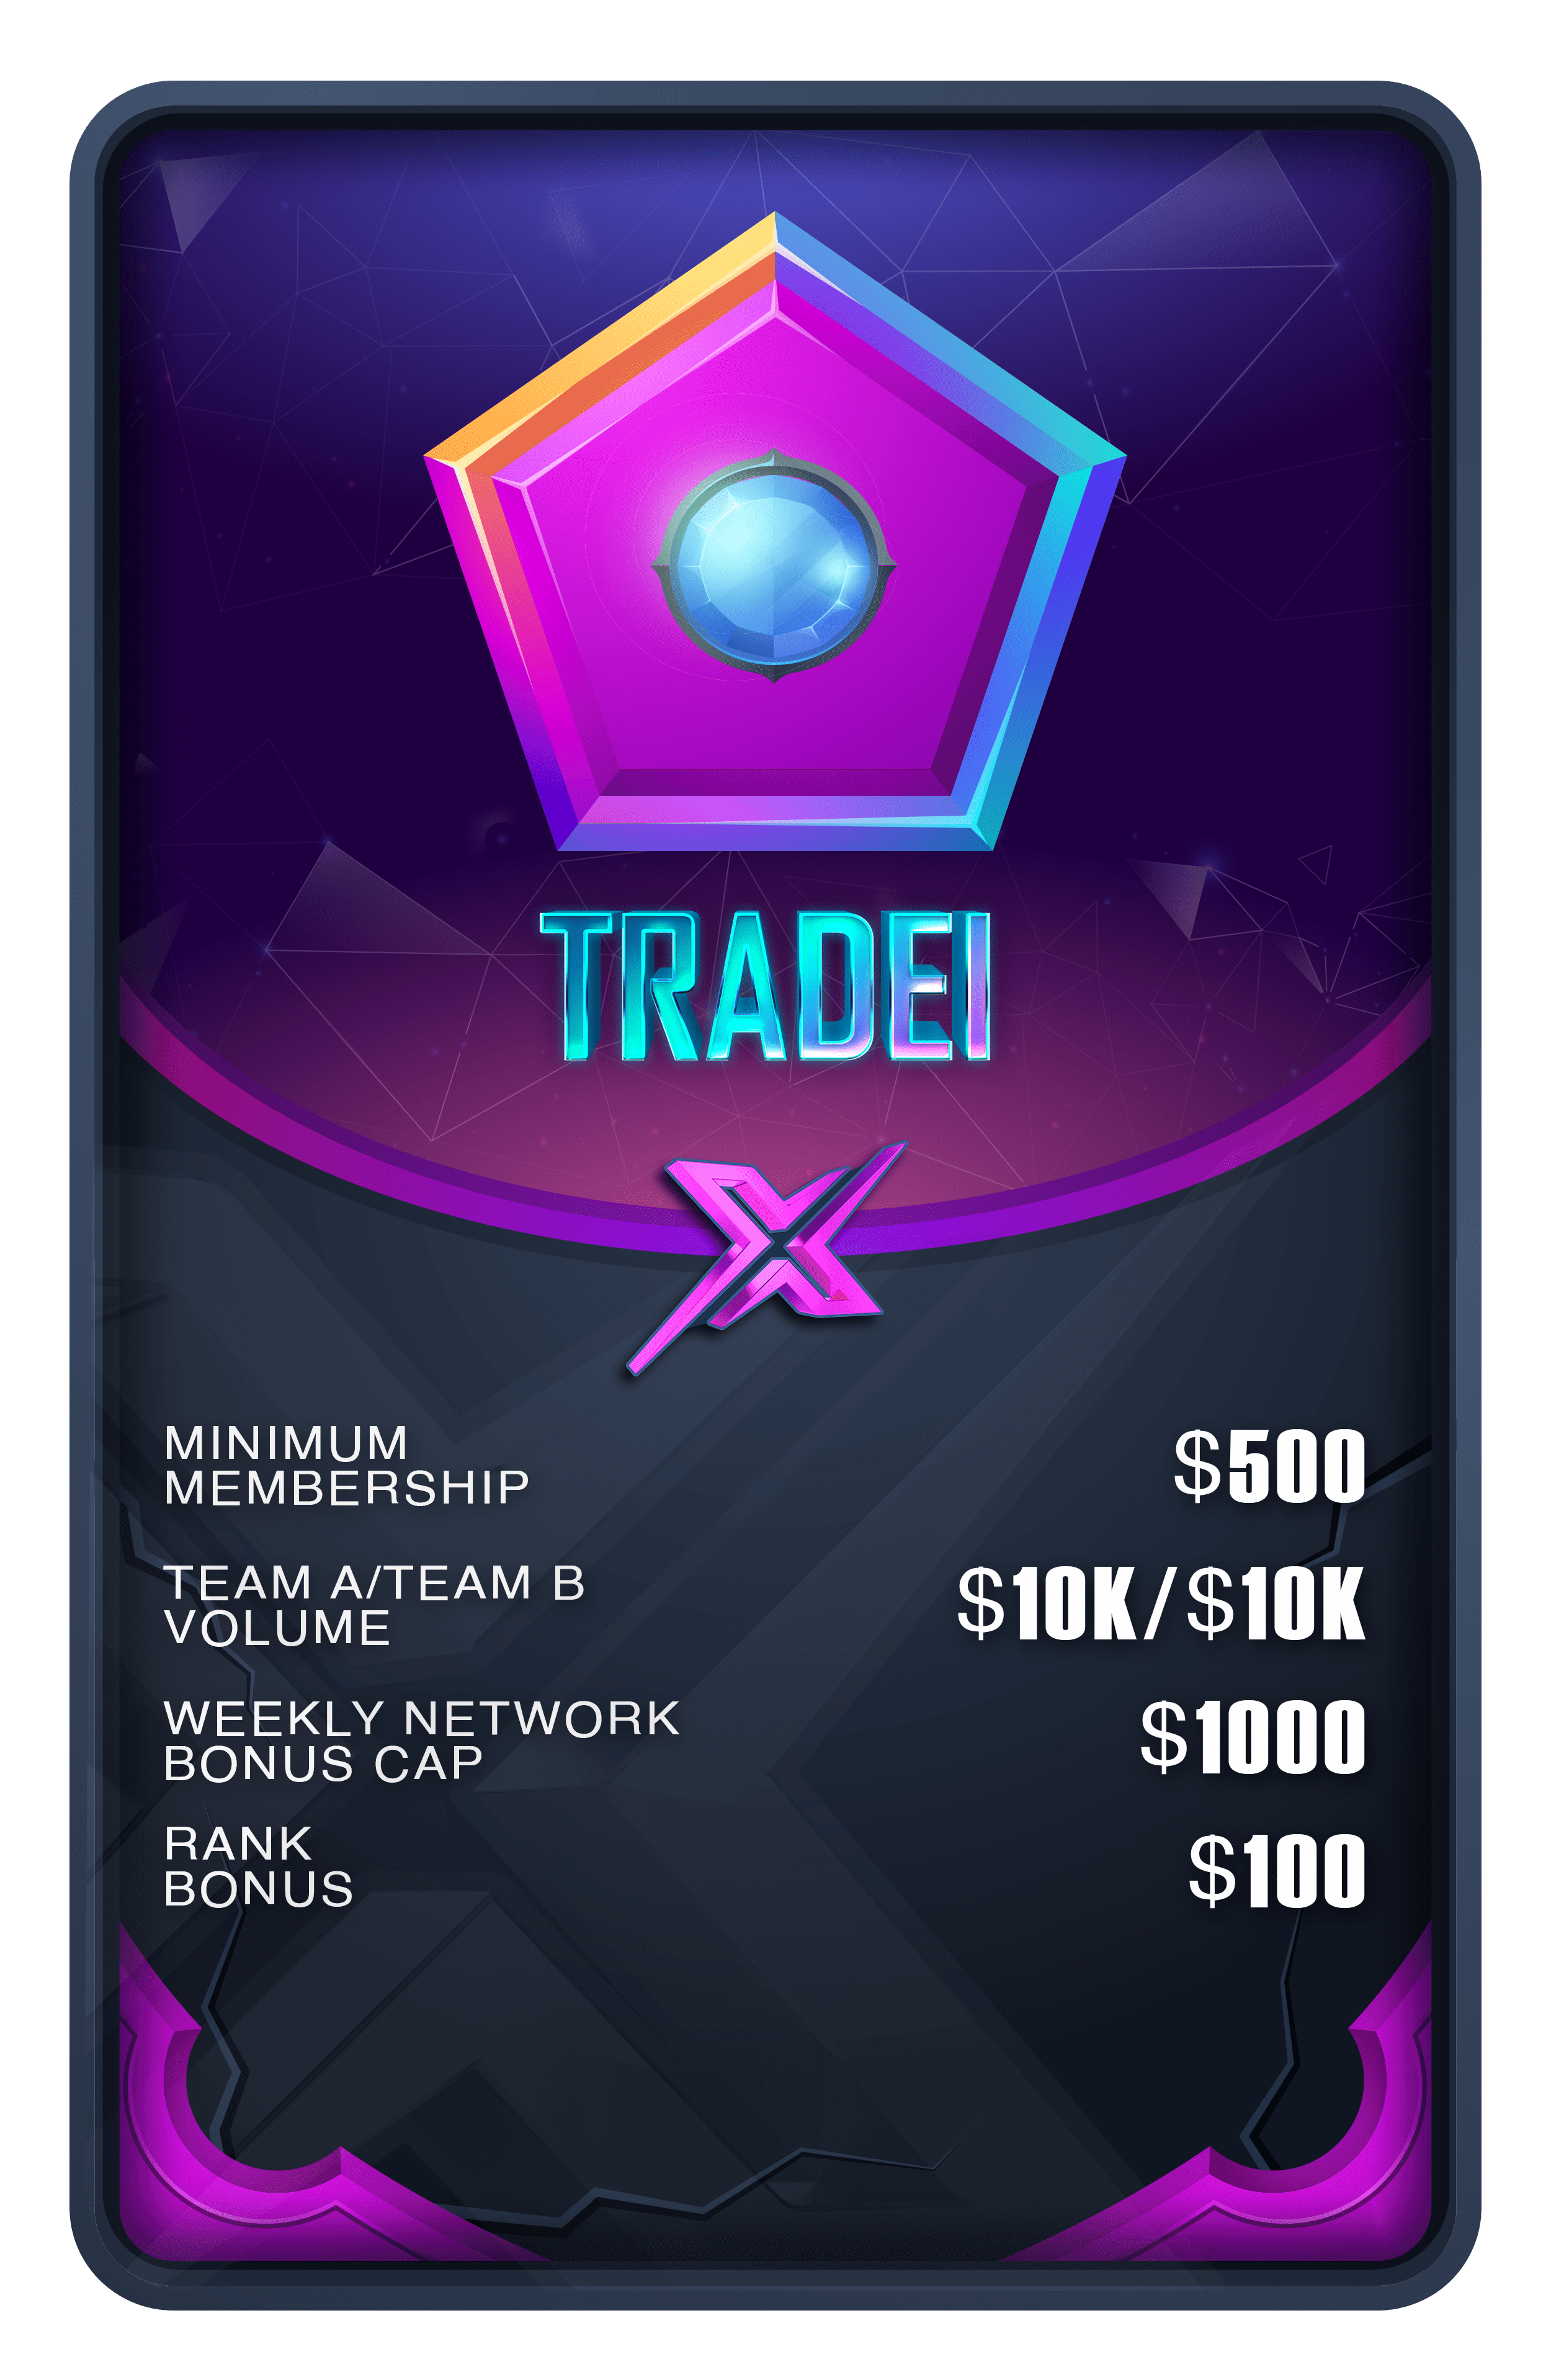 TRADEI
X
MINIMUM
MEMBERSHIP
$500
TEAM A/TEAM B
VOLUME
$10K/$10K
WEEKLY NETWORK
BONUS CAP
$1000
RANK
BONUS
$100